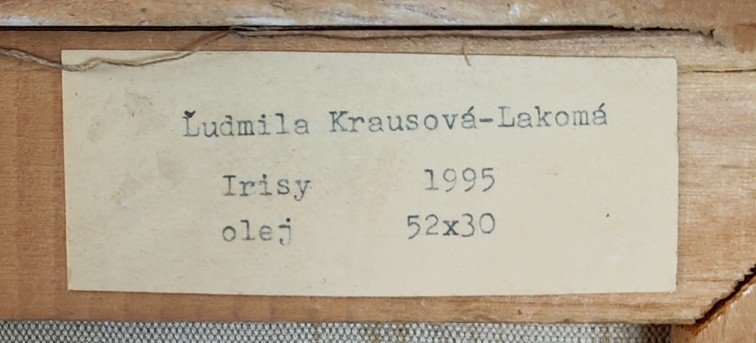 Ľudmila Krausová-Lakomá
Irisy 1995
olej 52x30